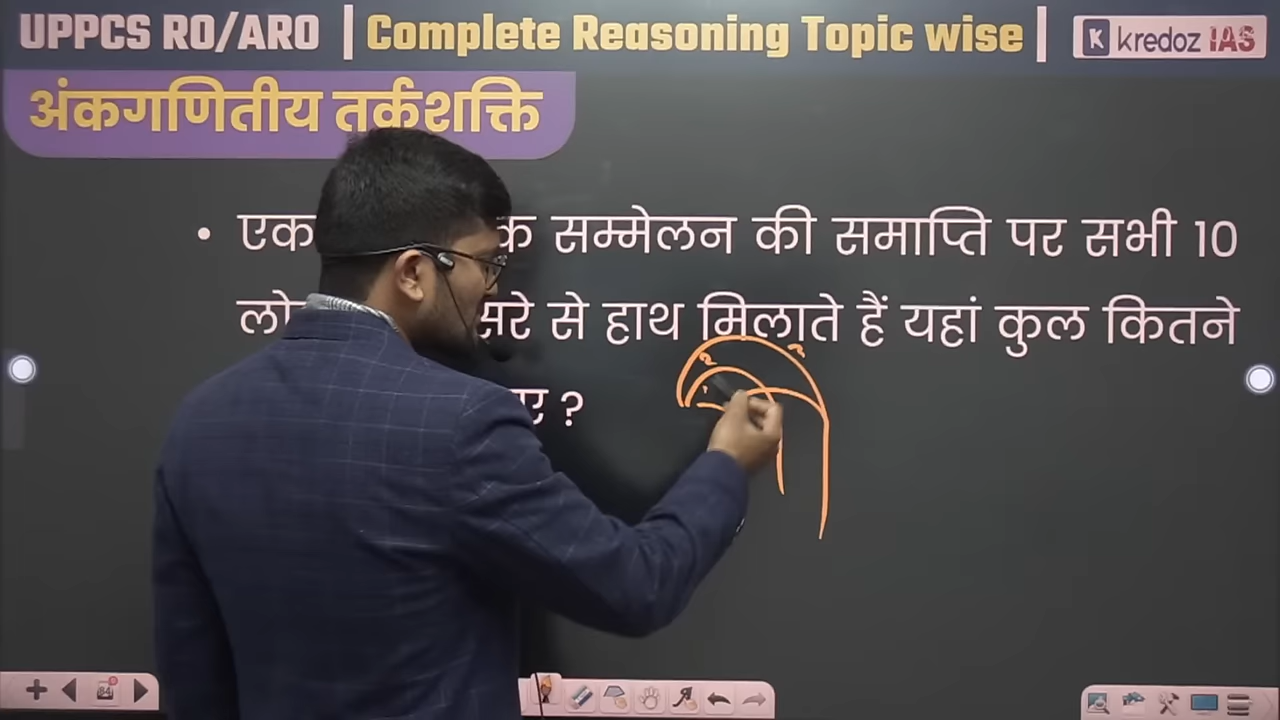 UPPCS RO/ARO | Complete Reasoning Topic wise | K kredoz IAS
अंकगणितीय तर्कशक्ति
• एक सम्मेलन की समाप्ति पर सभी 10
से हाथ मिलाते हैं यहां कुल कितने
?
84